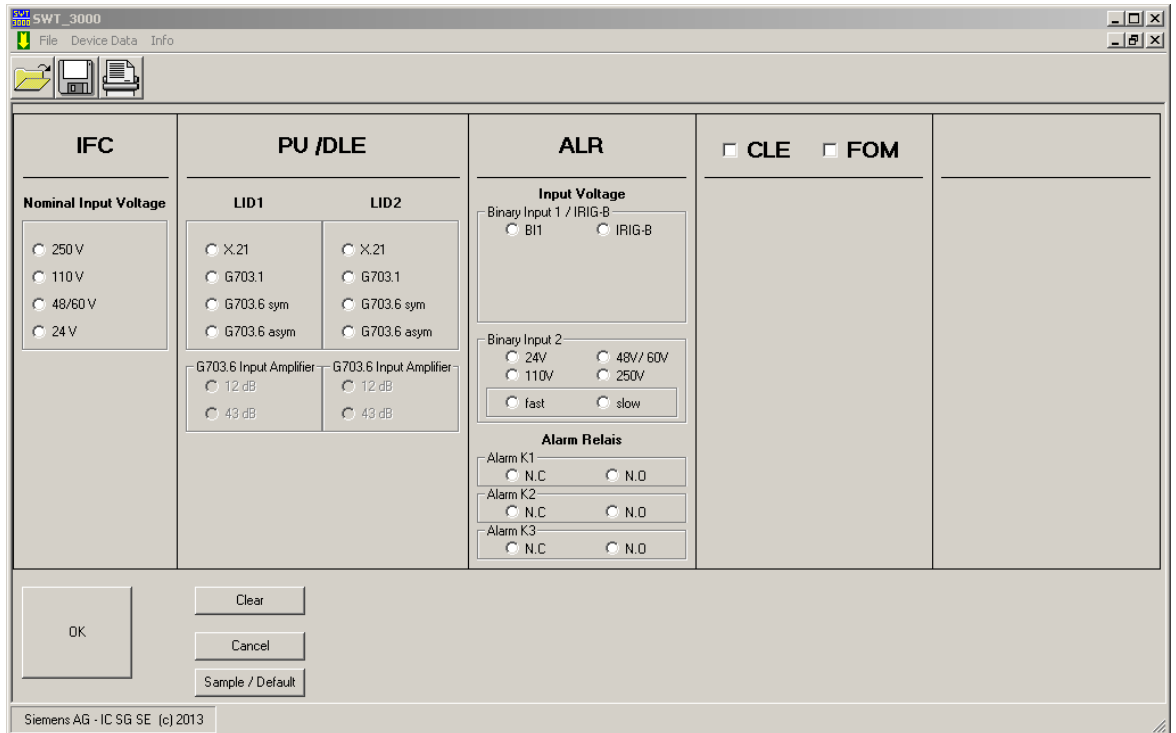 SWT 3000 SWT_3000
File Device Data Info
IFC
Nominal Input Voltage
250 V
110 V
48/60 V
24 V
PU /DLE
LID1
X.21
G703.1
G703.6 sym
G703.6 asym
G703.6 Input Amplifier
12 dB
43 dB
LID2
X.21
G703.1
G703.6 sym
G703.6 asym
G703.6 Input Amplifier
12 dB
43 dB
ALR
Input Voltage
Binary Input 1 / IRIG-B
BI1 IRIG-B
Binary Input 2
24V 48V/ 60V
110V 250V
fast slow
Alarm Relais
Alarm K1
N.C N.O
Alarm K2
N.C N.O
Alarm K3
N.C N.O
CLE FOM
OK
Clear
Cancel
Sample / Default
Siemens AG - IC SG SE (c) 2013